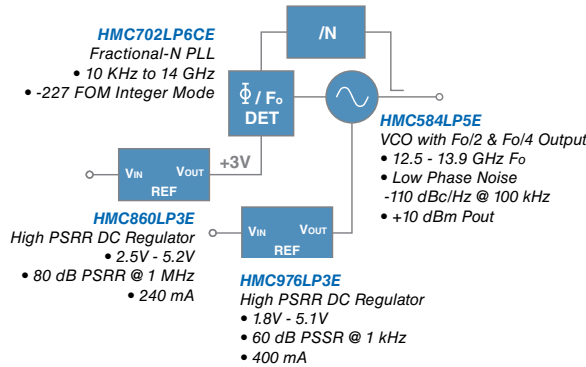 HMC702LP6CE
Fractional-N PLL
• 10 KHz to 14 GHz
• -227 FOM Integer Mode
/N
Φ / Fo
DET
HMC584LP5E
VCO with Fo/2 & Fo/4 Output
• 12.5 - 13.9 GHz Fo
• Low Phase Noise
-110 dBc/Hz @ 100 kHz
• +10 dBm Pout
+3V
VIN VOUT
REF
HMC860LP3E
High PSRR DC Regulator
• 2.5V - 5.2V
• 80 dB PSRR @ 1 MHz
• 240 mA
VIN VOUT
REF
HMC976LP3E
High PSRR DC Regulator
• 1.8V - 5.1V
• 60 dB PSSR @ 1 kHz
• 400 mA